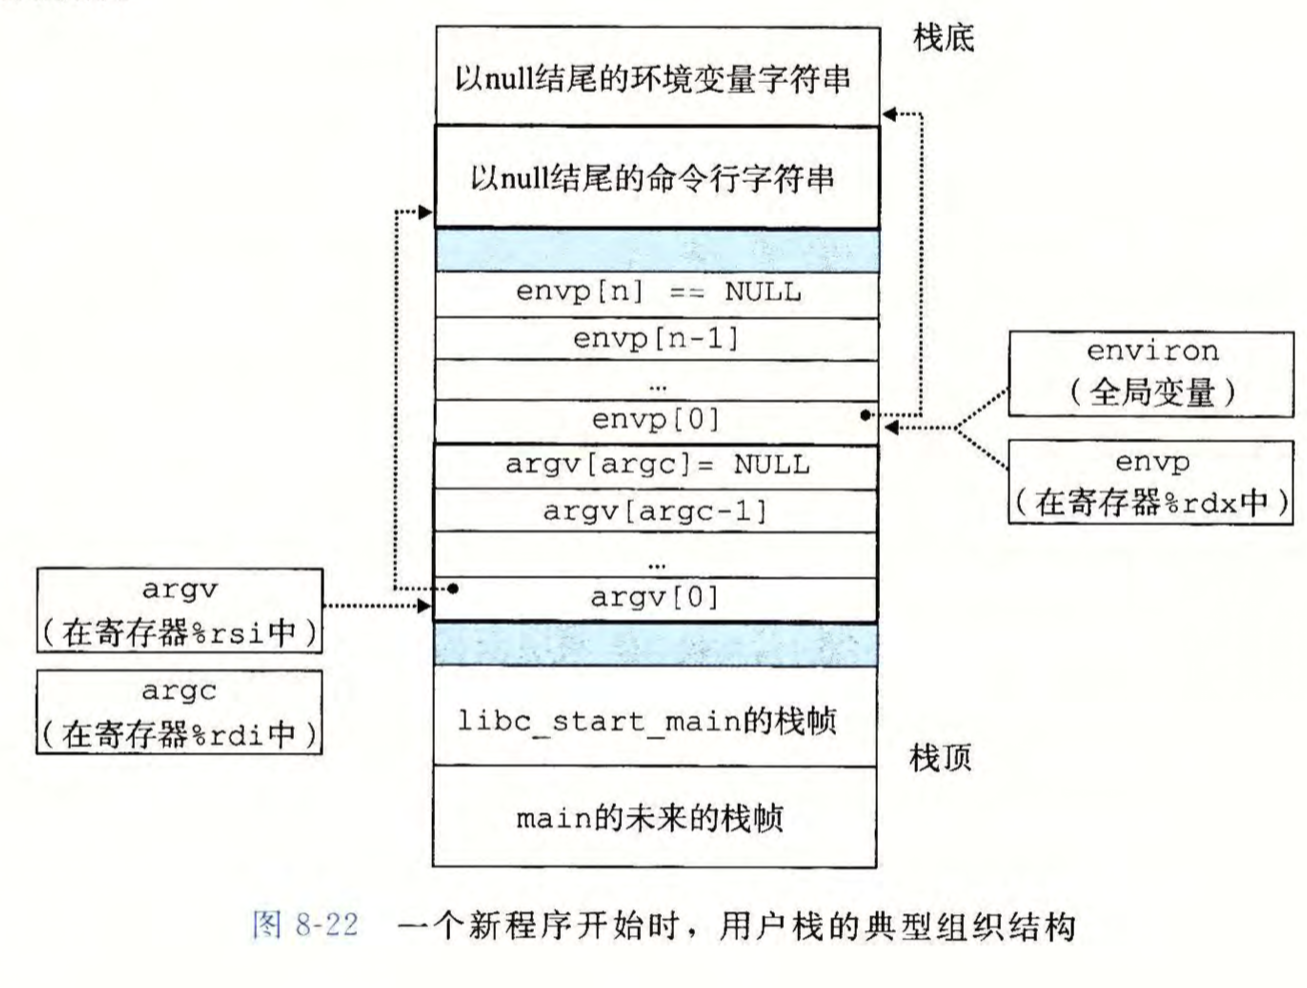 栈底
以null结尾的环境变量字符串
以null结尾的命令行字符串
envp[n] == NULL
envp[n-1]
…
envp[0]
argv[argc]= NULL
argv[argc-1]
…
argv[0]
libc_start_main的栈帧
栈顶
main的未来的栈帧
environ
(全局变量)
envp
(在寄存器%rdx中)
argv
(在寄存器%rsi中)
argc
(在寄存器%rdi中)
图 8-22 一个新程序开始时，用户栈的典型组织结构